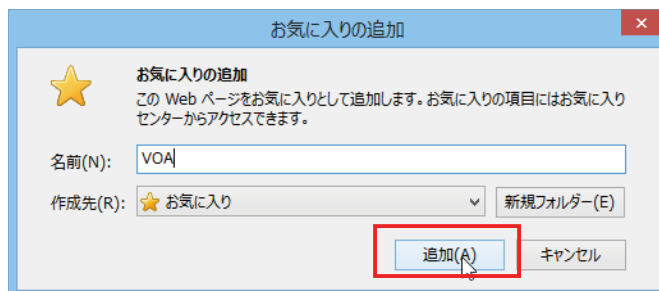 お気に入りの追加
お気に入りの追加
この Web ページをお気に入りとして追加します。お気に入りの項目にはお気に入り
センターからアクセスできます。
名前(N): VOA
作成先(R): お気に入り 新規フォルダー(E)
追加(A) キャンセル